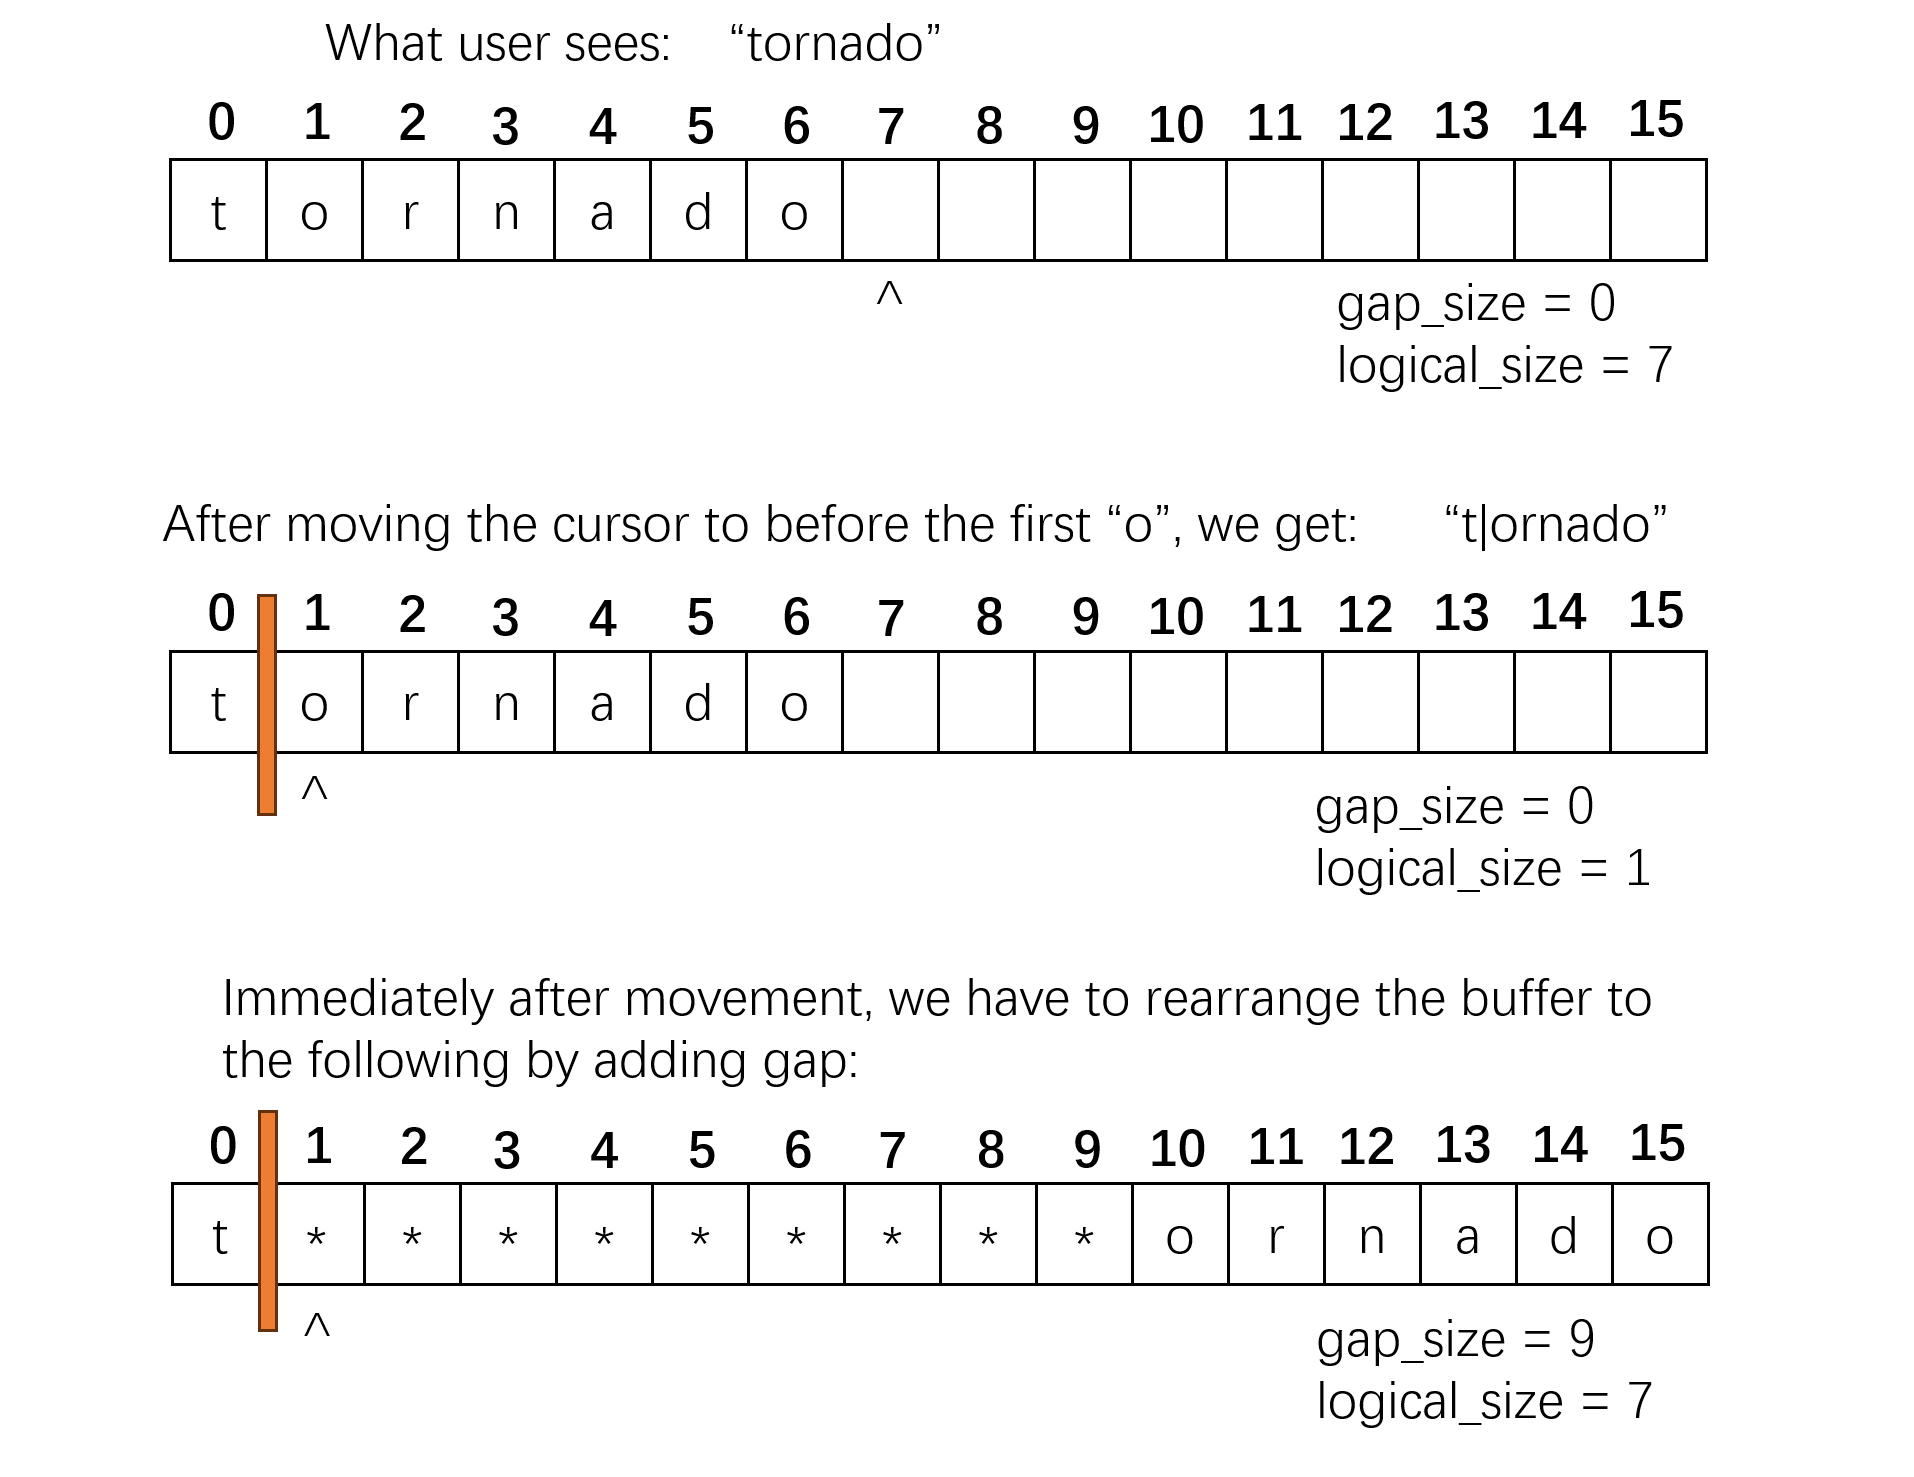 What user sees: “tornado”
0 1 2 3 4 5 6 7 8 9 10 11 12 13 14 15
t o r n a d o
^
gap_size = 0
logical_size = 7
After moving the cursor to before the first “o”, we get: “t|ornado”
0 1 2 3 4 5 6 7 8 9 10 11 12 13 14 15
t o r n a d o
^
gap_size = 0
logical_size = 1
Immediately after movement, we have to rearrange the buffer to
the following by adding gap:
0 1 2 3 4 5 6 7 8 9 10 11 12 13 14 15
t * * * * * * * * * o r n a d o
^
gap_size = 9
logical_size = 7